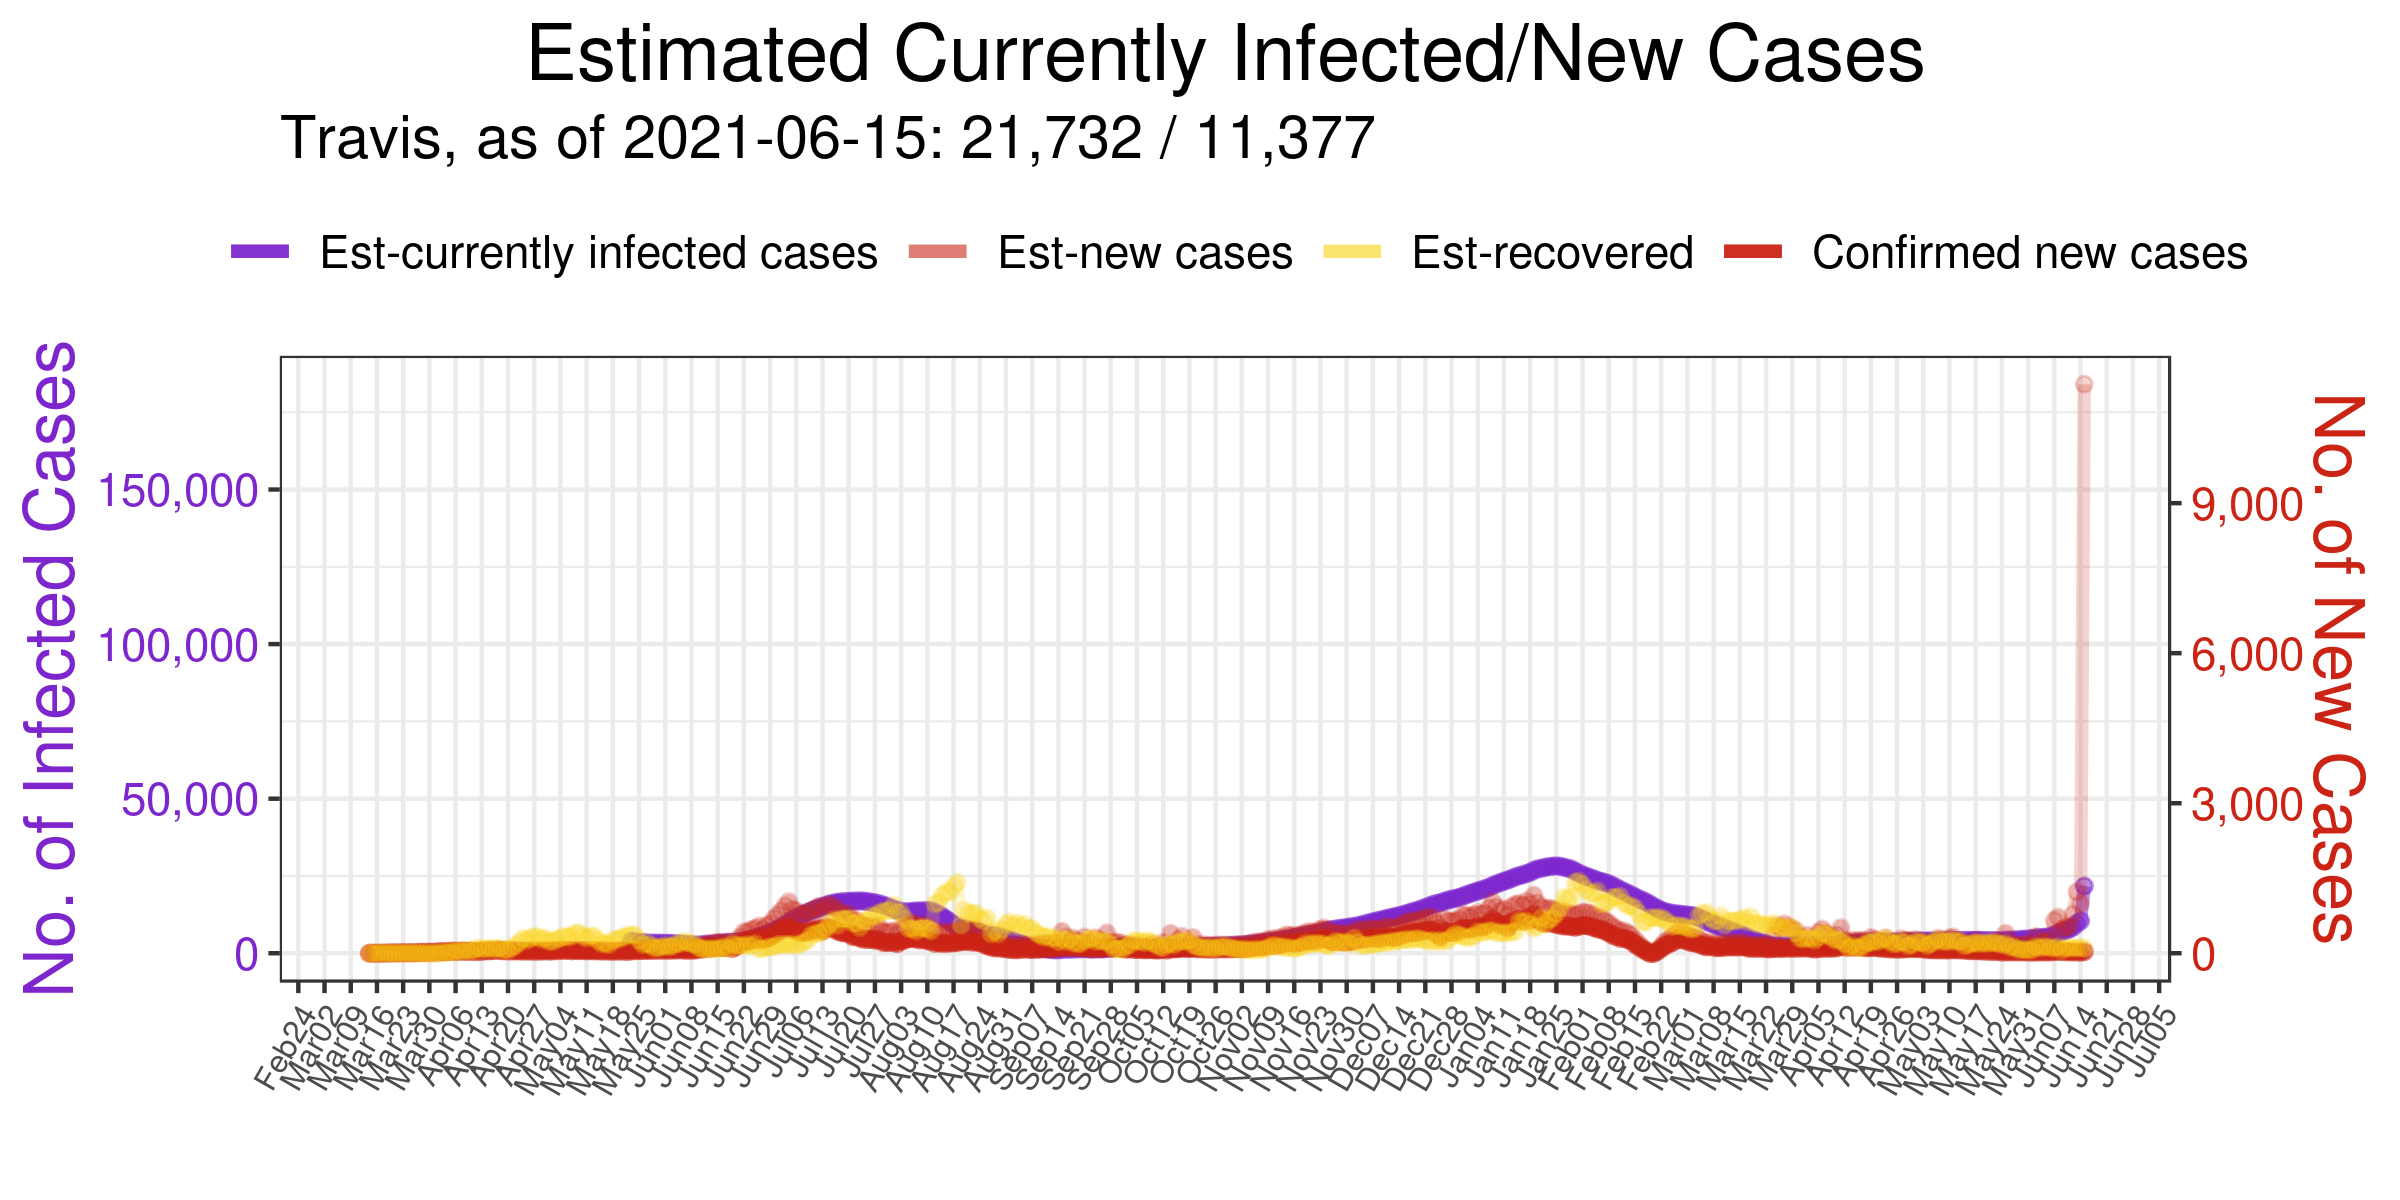 Estimated Currently Infected/New Cases
Travis, as of 2021-06-15: 21,732 / 11,377
Est-currently infected cases Est-new cases Est-recovered Confirmed new cases
No. of Infected Cases
150,000
100,000
50,000
0
9,000
6,000
3,000
0
No. of New Cases
Feb24
Mar02
Mar09
Mar16
Mar23
Mar30
Apr06
Apr13
Apr20
Apr27
May04
May11
May18
May25
Jun01
Jun08
Jun15
Jun22
Jun29
Jul06
Jul13
Jul20
Jul27
Aug03
Aug10
Aug17
Aug24
Aug31
Sep07
Sep14
Sep21
Sep28
Oct05
Oct12
Oct19
Oct26
Nov02
Nov09
Nov16
Nov23
Nov30
Dec07
Dec14
Dec21
Dec28
Jan04
Jan11
Jan18
Jan25
Feb01
Feb08
Feb15
Feb22
Mar01
Mar08
Mar15
Mar22
Mar29
Apr05
Apr12
Apr19
Apr26
May03
May10
May17
May24
May31
Jun07
Jun14
Jun21
Jun28
Jul05